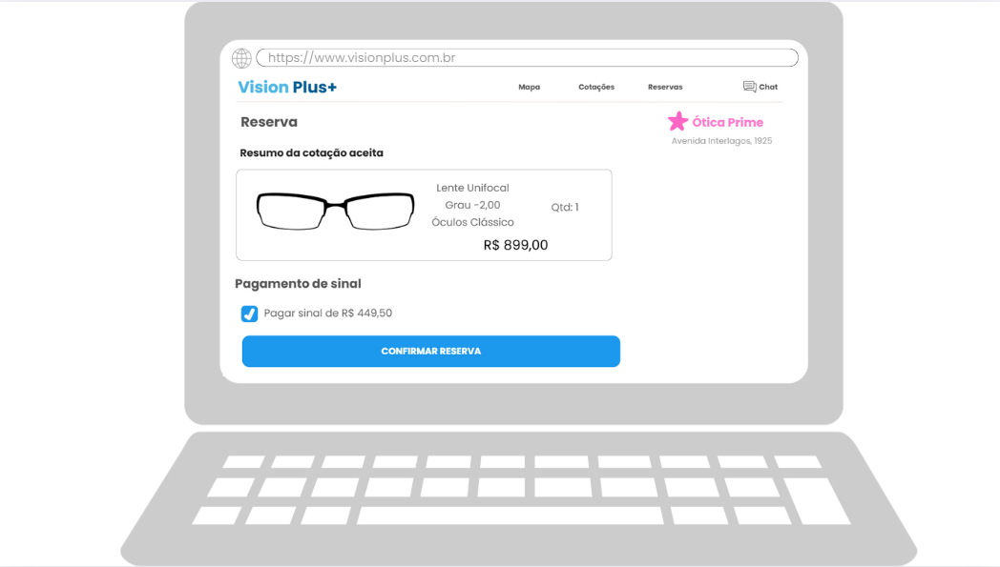 https://www.visionplus.com.br
Vision Plus+
Mapa
Cotações
Reservas
Chat
Reserva
Ótica Prime
Avenida Interlagos, 1925
Resumo da cotação aceita
Lente Unifocal
Grau -2,00
Óculos Clássico
Qtd: 1
R$ 899,00
Pagamento de sinal
Pagar sinal de R$ 449,50
CONFIRMAR RESERVA